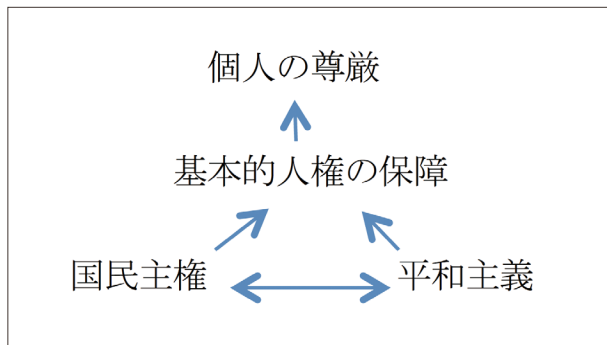 個人の尊厳
基本的人権の保障
国民主権 平和主義